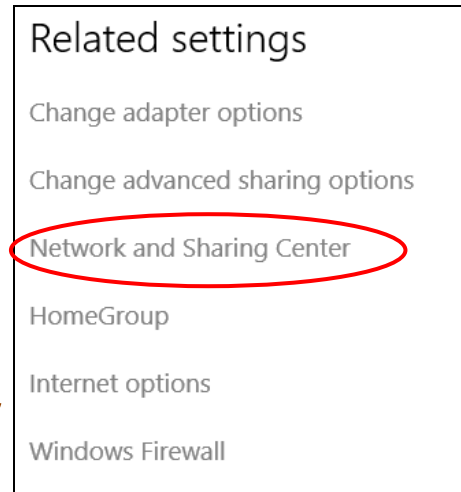 Related settings
Change adapter options
Change advanced sharing options
Network and Sharing Center
HomeGroup
Internet options
Windows Firewall